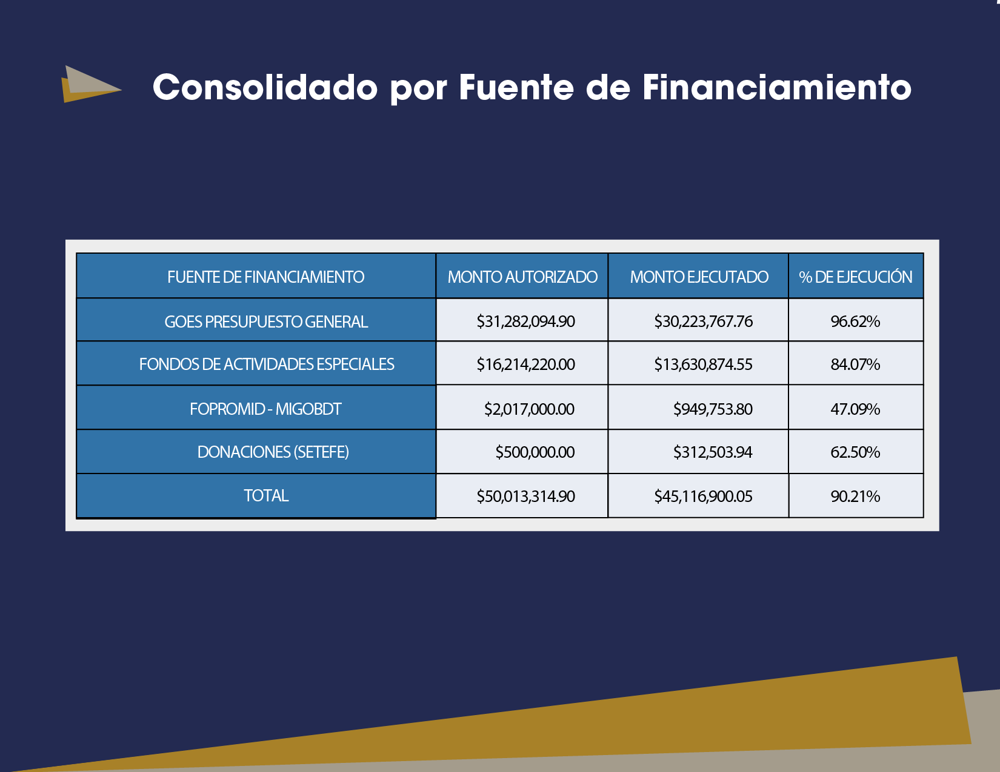 Consolidado por Fuente de Financiamiento
FUENTE DE FINANCIAMIENTO MONTO AUTORIZADO MONTO EJECUTADO % DE EJECUCIÓN
GOES PRESUPUESTO GENERAL $31,282,094.90 $30,223,767.76 96.62%
FONDOS DE ACTIVIDADES ESPECIALES $16,214,220.00 $13,630,874.55 84.07%
FOPROMID - MIGOBDT $2,017,000.00 $949,753.80 47.09%
DONACIONES (SETEFE) $500,000.00 $312,503.94 62.50%
TOTAL $50,013,314.90 $45,116,900.05 90.21%